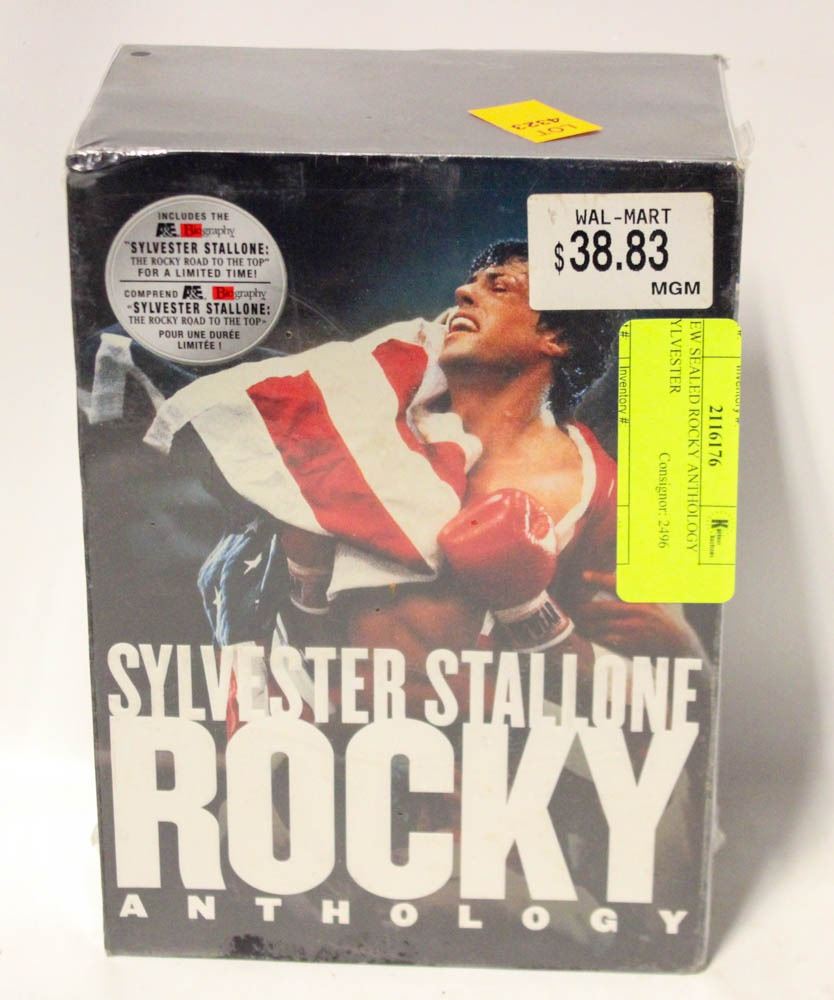 LOT
4323
INCLUDES THE
A&E Biography
"SYLVESTER STALLONE:
THE ROCKY ROAD TO THE TOP"
FOR A LIMITED TIME!
COMPREND A&E Biography
"SYLVESTER STALLONE:
THE ROCKY ROAD TO THE TOP"
POUR UNE DURÉE
LIMITÉE !
WAL-MART
$38.83
MGM
Inventory #:
2116176
EW SEALED ROCKY ANTHOLOGY
YLVESTER
Consignor: 2496
Inventory #
SYLVESTER STALLONE
ROCKY
ANTHOLOGY